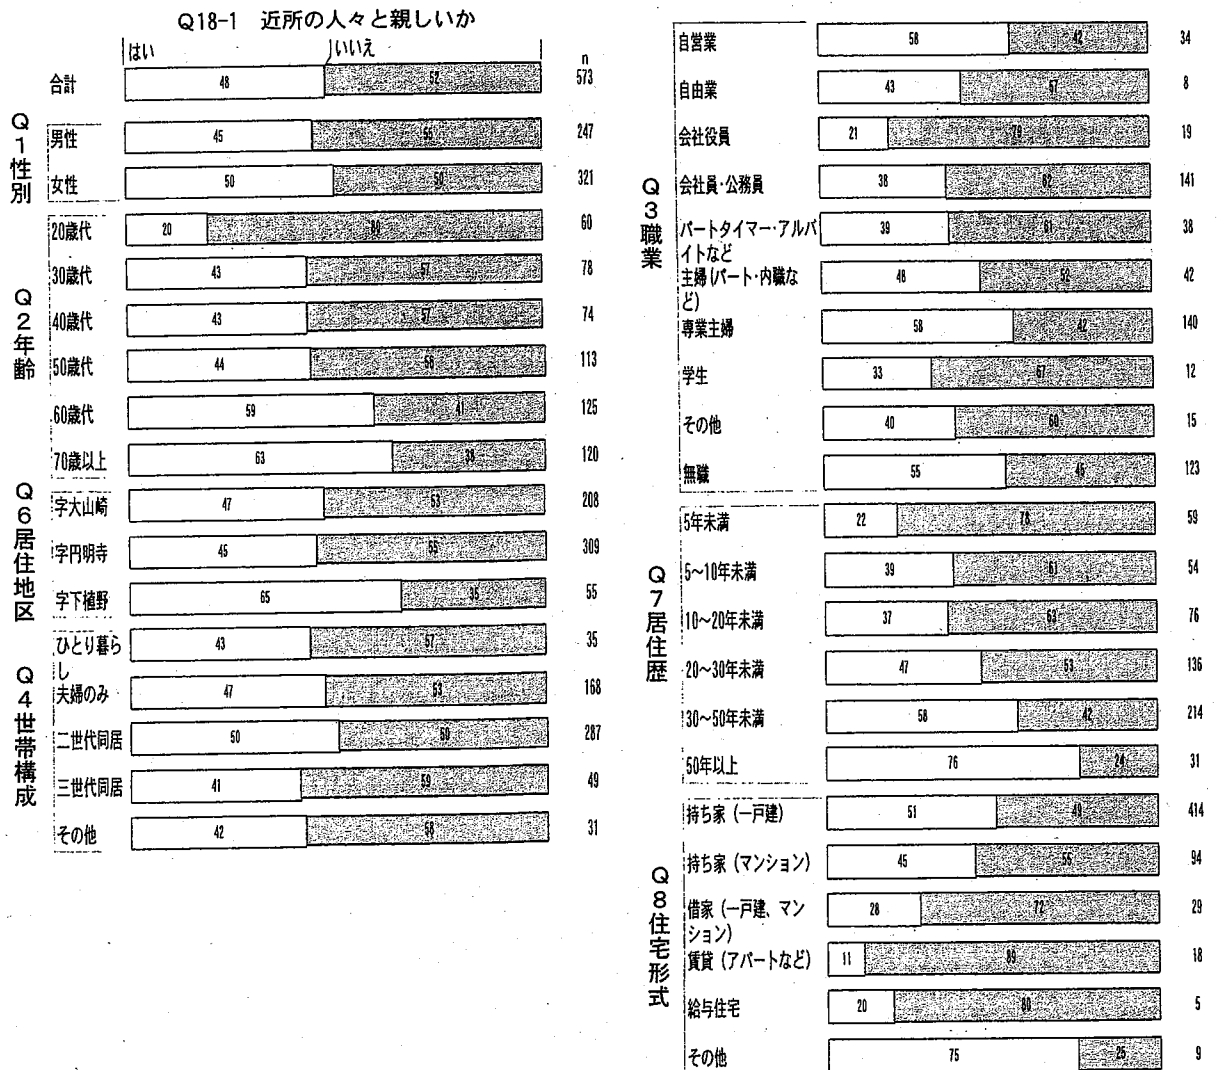 Q18-1 近所の人々と親しいか
はい いいえ
n
合計 48 52 573
Q1性別
男性 45 55 247
女性 50 50 321
Q2年齢
20歳代 20 80 60
30歳代 43 57 78
40歳代 43 57 74
50歳代 44 56 113
60歳代 59 41 125
70歳以上 63 38 120
Q6居住地区
字大山崎 47 53 208
字円明寺 45 55 309
字下植野 65 35 55
Q4世帯構成
ひとり暮ら
し 43 57 35
夫婦のみ 47 53 168
二世代同居 50 50 287
三世代同居 41 59 49
その他 42 58 31
Q3職業
自営業 58 42 34
自由業 43 57 8
会社役員 21 79 19
会社員・公務員 38 62 141
パートタイマー・アルバ
イトなど 39 61 38
主婦(パート・内職な
ど) 48 52 42
専業主婦 58 42 140
学生 33 67 12
その他 40 60 15
無職 55 45 123
Q7居住歴
5年未満 22 78 59
5~10年未満 39 61 54
10~20年未満 37 63 76
20~30年未満 47 53 136
30~50年未満 58 42 214
50年以上 76 24 31
Q8住宅形式
持ち家(一戸建) 51 49 414
持ち家(マンション) 45 55 94
借家(一戸建、マン
ション) 28 72 29
賃貸(アパートなど) 11 89 18
給与住宅 20 80 5
その他 75 25 9